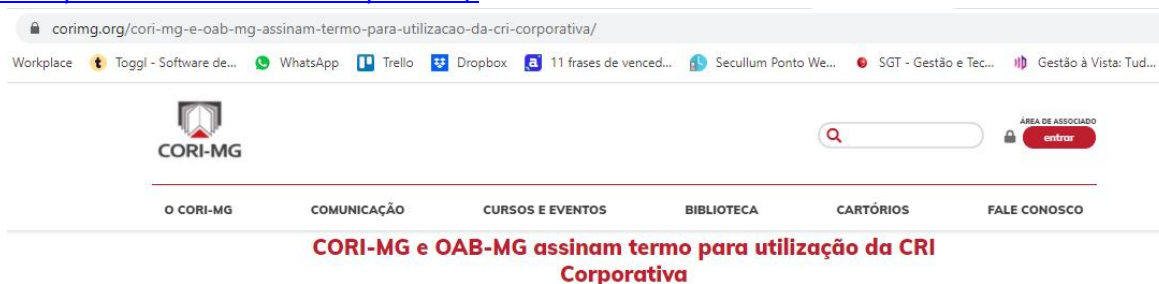 corimg.org/cori-mg-e-oab-mg-assinam-termo-para-utilizacao-da-cri-corporativa/
Workplace Toggl - Software de... WhatsApp Trello Dropbox 11 frases de venced... Secullum Ponto We... SGT - Gestão e Tec... Gestão à Vista: Tud...
CORI-MG
ÁREA DE ASSOCIADO
entrar
O CORI-MG COMUNICAÇÃO CURSOS E EVENTOS BIBLIOTECA CARTÓRIOS FALE CONOSCO
CORI-MG e OAB-MG assinam termo para utilização da CRI
Corporativa